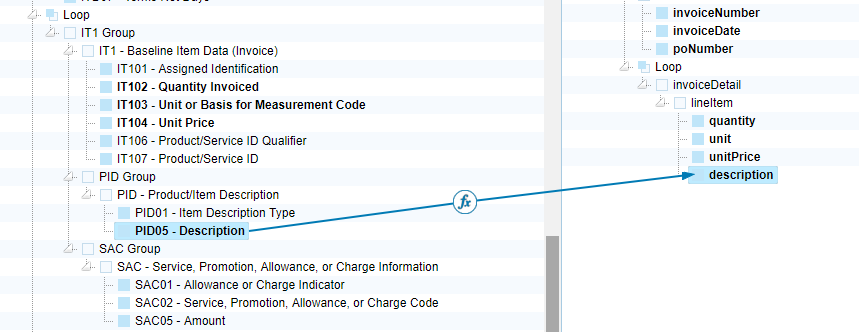 Loop
IT1 Group
IT1 - Baseline Item Data (Invoice)
IT101 - Assigned Identification
IT102 - Quantity Invoiced
IT103 - Unit or Basis for Measurement Code
IT104 - Unit Price
IT106 - Product/Service ID Qualifier
IT107 - Product/Service ID
PID Group
PID - Product/Item Description
PID01 - Item Description Type
PID05 - Description
SAC Group
SAC - Service, Promotion, Allowance, or Charge Information
SAC01 - Allowance or Charge Indicator
SAC02 - Service, Promotion, Allowance, or Charge Code
SAC05 - Amount
fx
invoiceNumber
invoiceDate
poNumber
Loop
invoiceDetail
lineItem
quantity
unit
unitPrice
description